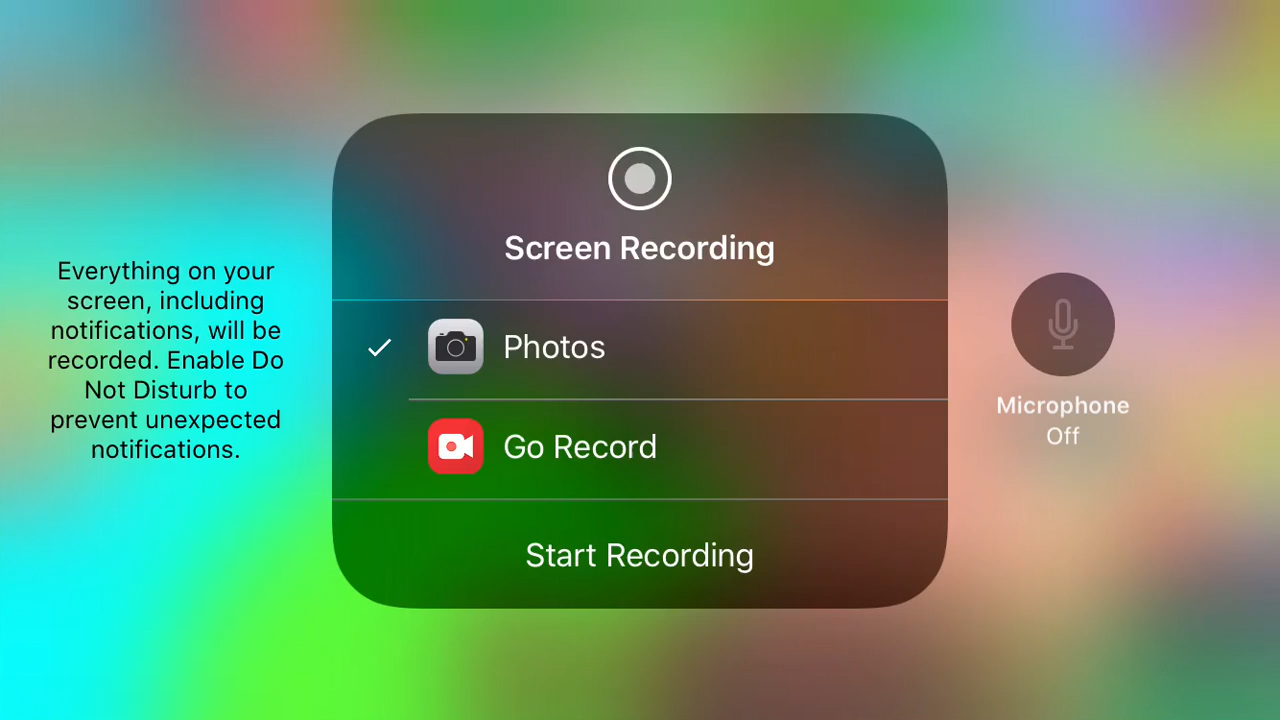 Everything on your
screen, including
notifications, will be
recorded. Enable Do
Not Disturb to
prevent unexpected
notifications.
Screen Recording
Photos
Go Record
Start Recording
Microphone
Off